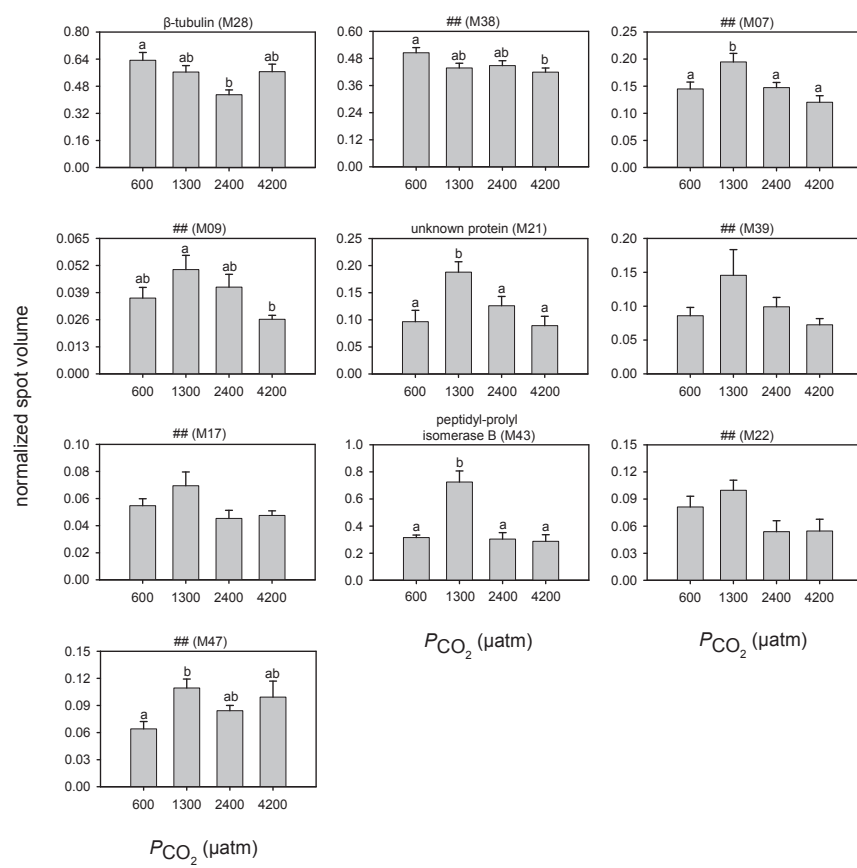 β-tubulin (M28)
0.80
0.64
0.48
0.32
0.16
0.00
a
ab
b
ab
600 1300 2400 4200
## (M38)
0.60
0.48
0.36
0.24
0.12
0.00
a
ab
ab
b
600 1300 2400 4200
## (M07)
0.25
0.20
0.15
0.10
0.05
0.00
a
b
a
a
600 1300 2400 4200
normalized spot volume
## (M09)
0.065
0.052
0.039
0.026
0.013
0.000
ab
a
ab
b
600 1300 2400 4200
unknown protein (M21)
0.25
0.20
0.15
0.10
0.05
0.00
a
b
a
a
600 1300 2400 4200
## (M39)
0.20
0.15
0.10
0.05
0.00
600 1300 2400 4200
## (M17)
0.10
0.08
0.06
0.04
0.02
0.00
600 1300 2400 4200
peptidyl-prolyl
isomerase B (M43)
1.0
0.8
0.6
0.4
0.2
0.0
a
b
a
a
600 1300 2400 4200
PCO2 (µatm)
## (M22)
0.15
0.12
0.09
0.06
0.03
0.00
600 1300 2400 4200
PCO2 (µatm)
## (M47)
0.15
0.12
0.09
0.06
0.03
0.00
a
b
ab
ab
600 1300 2400 4200
PCO2 (µatm)